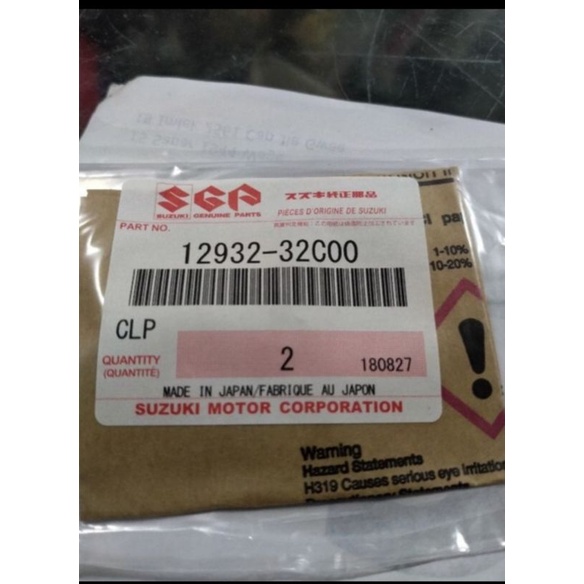 SGP
SUZUKI GENUINE PARTS
スズキ純正部品
PIÈCES D'ORIGINE DE SUZUKI
PART NO.
12932-32C00
CLP
QUANTITY
(QUANTITÉ)
2
180827
MADE IN JAPAN/FABRIQUE AU JAPON
SUZUKI MOTOR CORPORATION
1-10%
10-20%
Warning
Hazard Statements
H319 Causes serious eye irritation